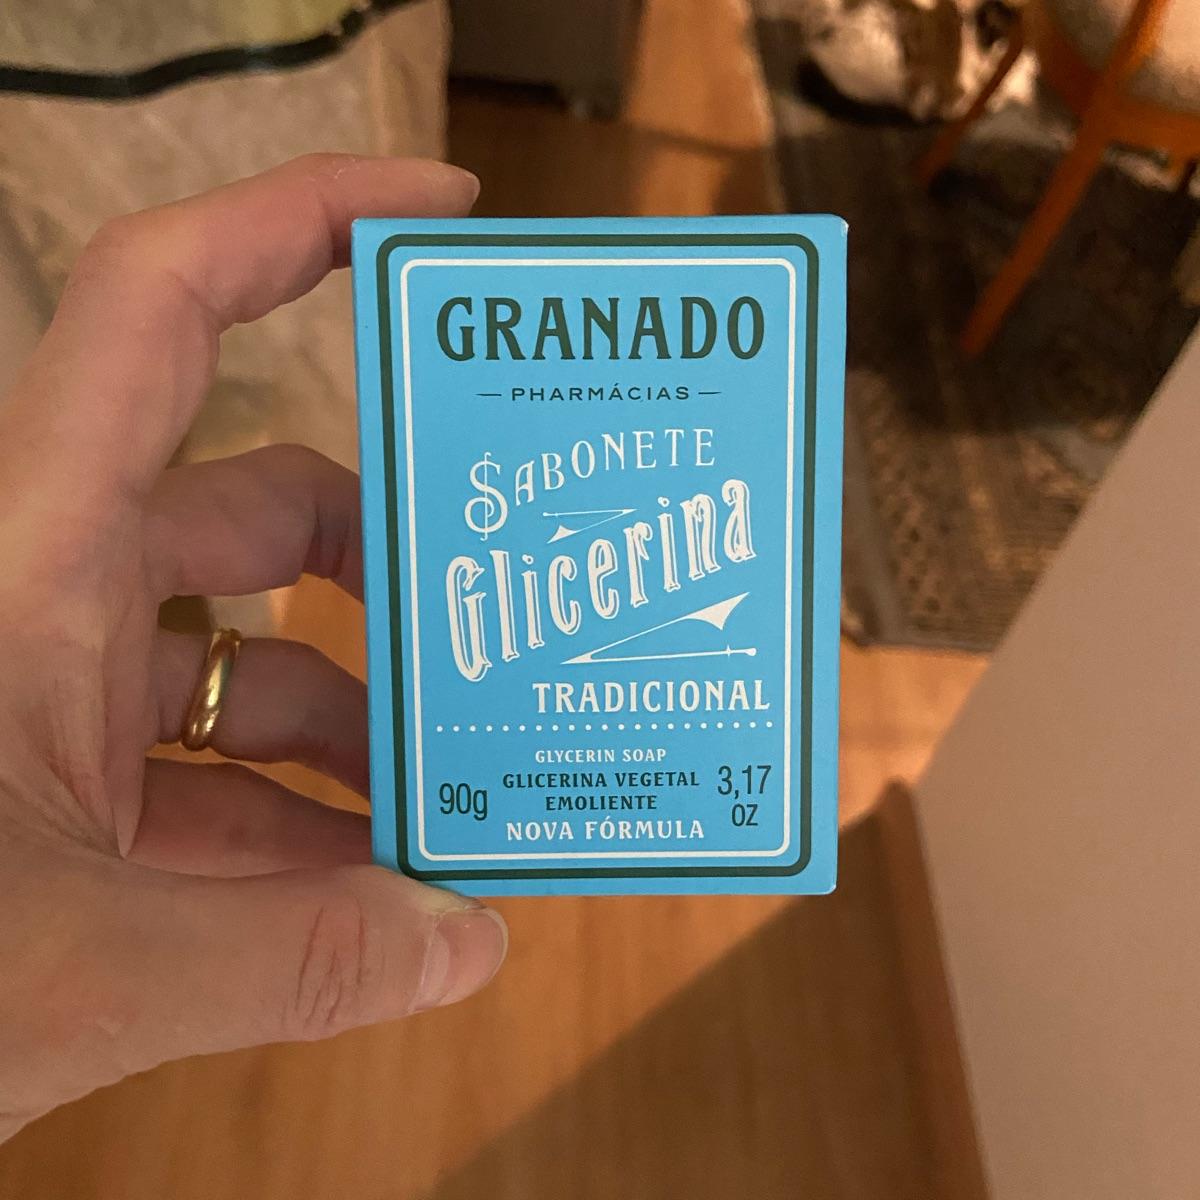 GRANADO
— PHARMÁCIAS —
SABONETE
Glicerina
TRADICIONAL
GLYCERIN SOAP
GLICERINA VEGETAL
EMOLIENTE
NOVA FÓRMULA
90g
3,17
OZ